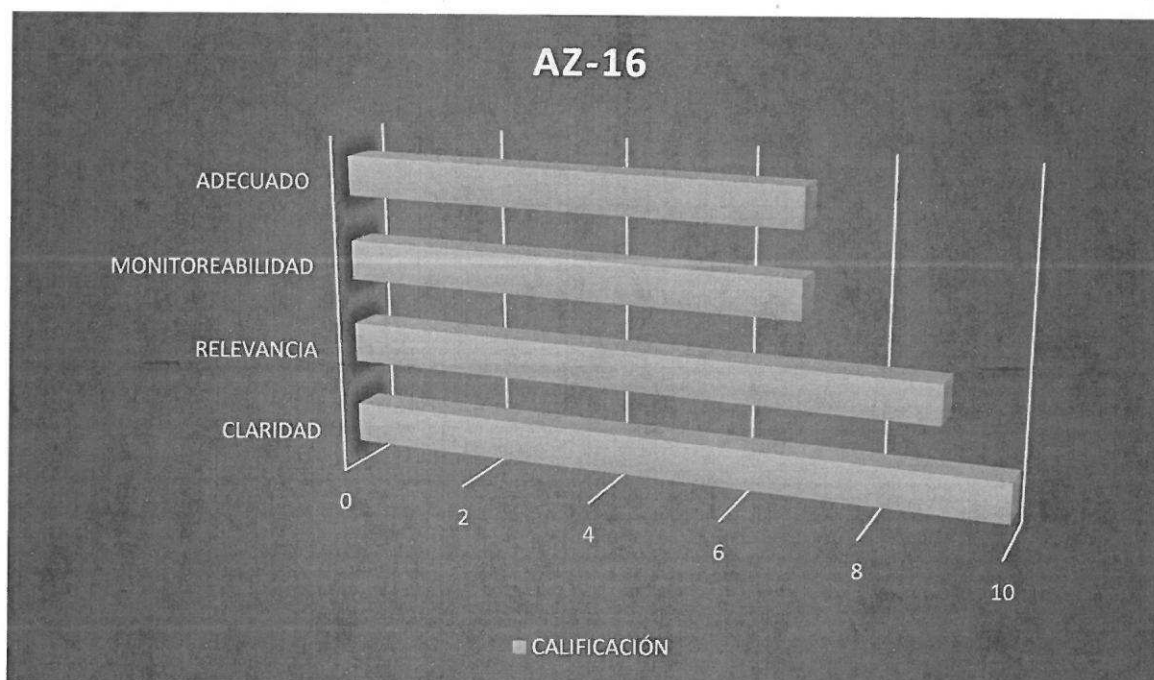 AZ-16
ADECUADO
MONITOREABILIDAD
RELEVANCIA
CLARIDAD
0
2
4
6
8
10
CALIFICACIÓN